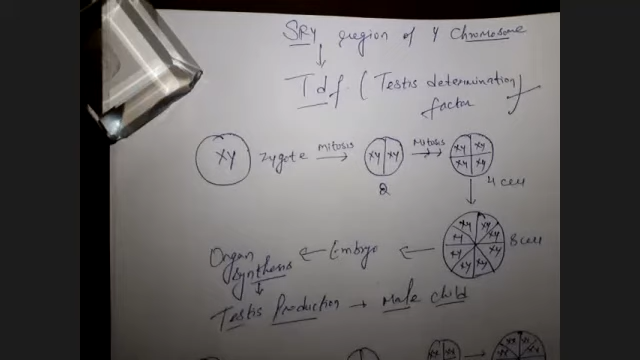 SRY region of Y Chromosome
Tdf (Testis determination
factor)
XY zygote mitosis XY XY mitosis XY XY XY XY
2
4 cell
XY XY XY XY XY XY XY XY 8 cell
Organ
synthesis
Embryo
Testis Production → Male child